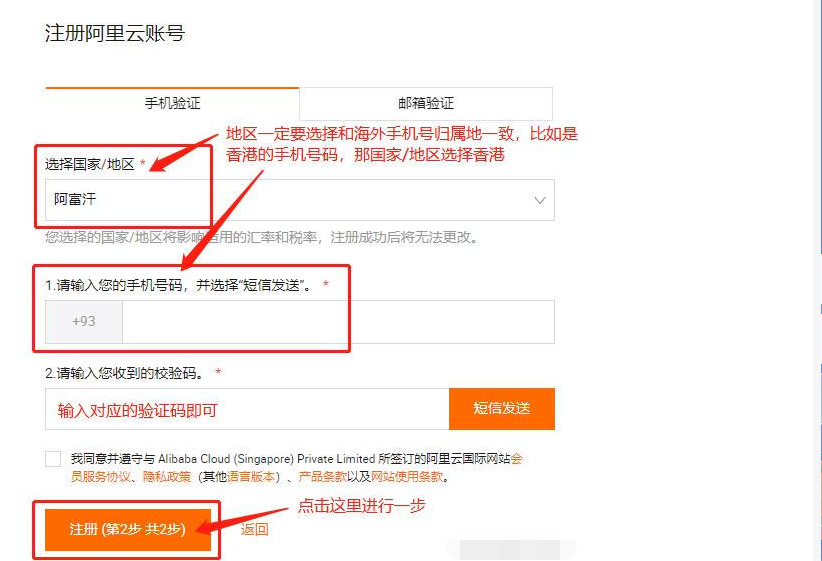 注册阿里云账号
手机验证
邮箱验证
地区一定要选择和海外手机号归属地一致，比如是
香港的手机号码，那国家/地区选择香港
选择国家/地区 *
阿富汗
您选择的国家/地区将影响适用的汇率和税率，注册成功后将无法更改。
1.请输入您的手机号码，并选择“短信发送”。 *
+93
2.请输入您收到的校验码。 *
输入对应的验证码即可
短信发送
我同意并遵守与 Alibaba Cloud (Singapore) Private Limited 所签订的阿里云国际网站会
员服务协议、隐私政策（其他语言版本）、产品条款以及网站使用条款。
点击这里进行一步
注册 (第2步 共2步)
返回